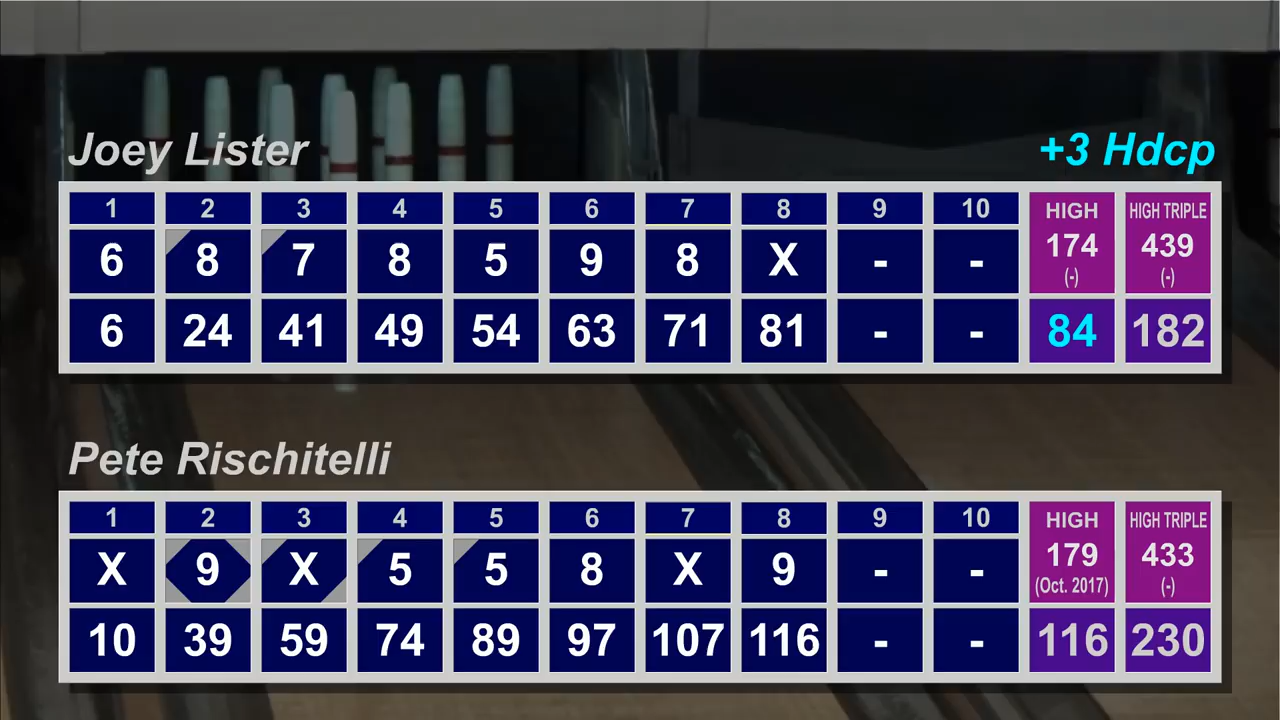 Joey Lister +3 Hdcp
1 2 3 4 5 6 7 8 9 10 HIGH HIGH TRIPLE
6 8 7 8 5 9 8 X - - 174 439
(-) (-)
6 24 41 49 54 63 71 81 - - 84 182
Pete Rischitelli
1 2 3 4 5 6 7 8 9 10 HIGH HIGH TRIPLE
X 9 X 5 5 8 X 9 - - 179 433
(Oct. 2017) (-)
10 39 59 74 89 97 107 116 - - 116 230